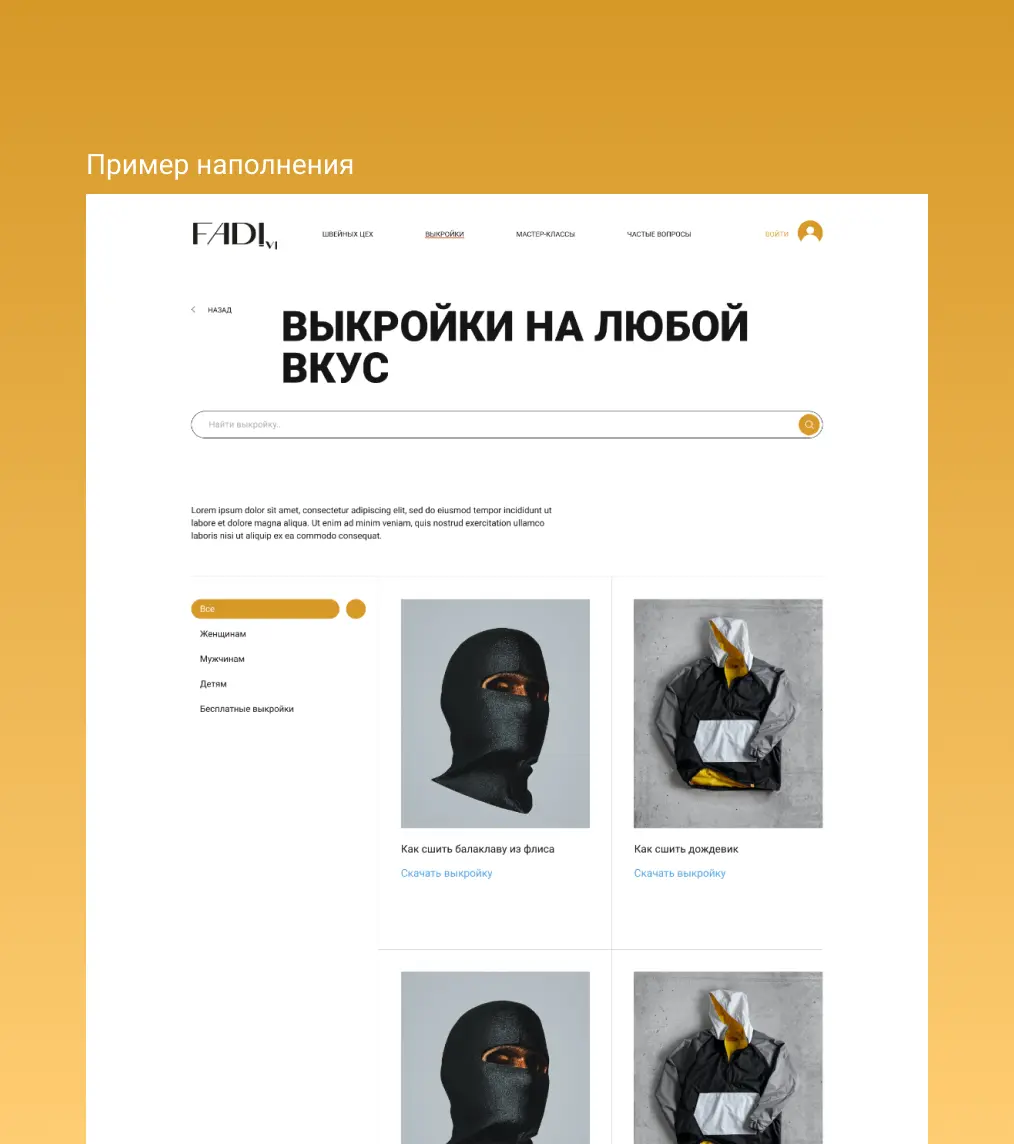 Пример наполнения
FADI VI
ШВЕЙНЫХ ЦЕХ
ВЫКРОЙКИ
МАСТЕР-КЛАССЫ
ЧАСТЫЕ ВОПРОСЫ
ВОЙТИ
НАЗАД
ВЫКРОЙКИ НА ЛЮБОЙ
ВКУС
Найти выкройку..
Lorem ipsum dolor sit amet, consectetur adipiscing elit, sed do eiusmod tempor incididunt ut
labore et dolore magna aliqua. Ut enim ad minim veniam, quis nostrud exercitation ullamco
laboris nisi ut aliquip ex ea commodo consequat.
Все
Женщинам
Мужчинам
Детям
Бесплатные выкройки
Как сшить балаклаву из флиса
Скачать выкройку
Как сшить дождевик
Скачать выкройку